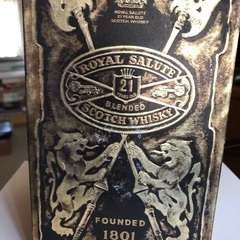 ROYAL SALUTE
21 YEAR OLD
SCOTCH WHISKY
ROYAL SALUTE
21
BLENDED
SCOTCH WHISKY
FOUNDED
1801